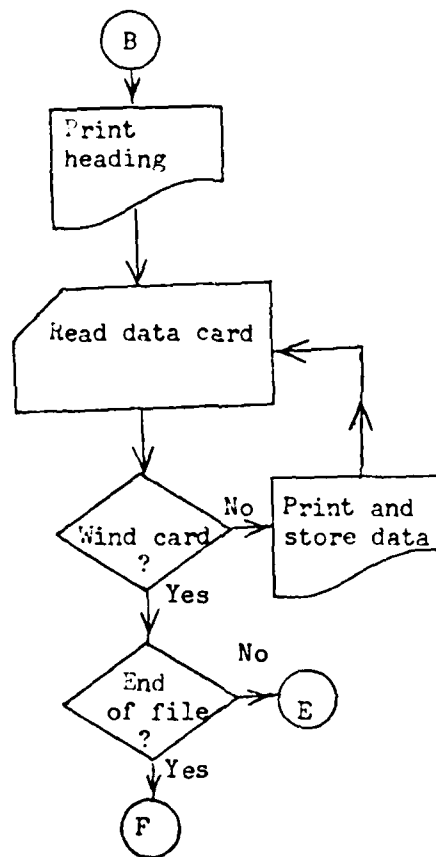 B
Print
heading
Read data card
Wind card
?
No
Print and
store data
Yes
End
of file
?
No
E
Yes
F